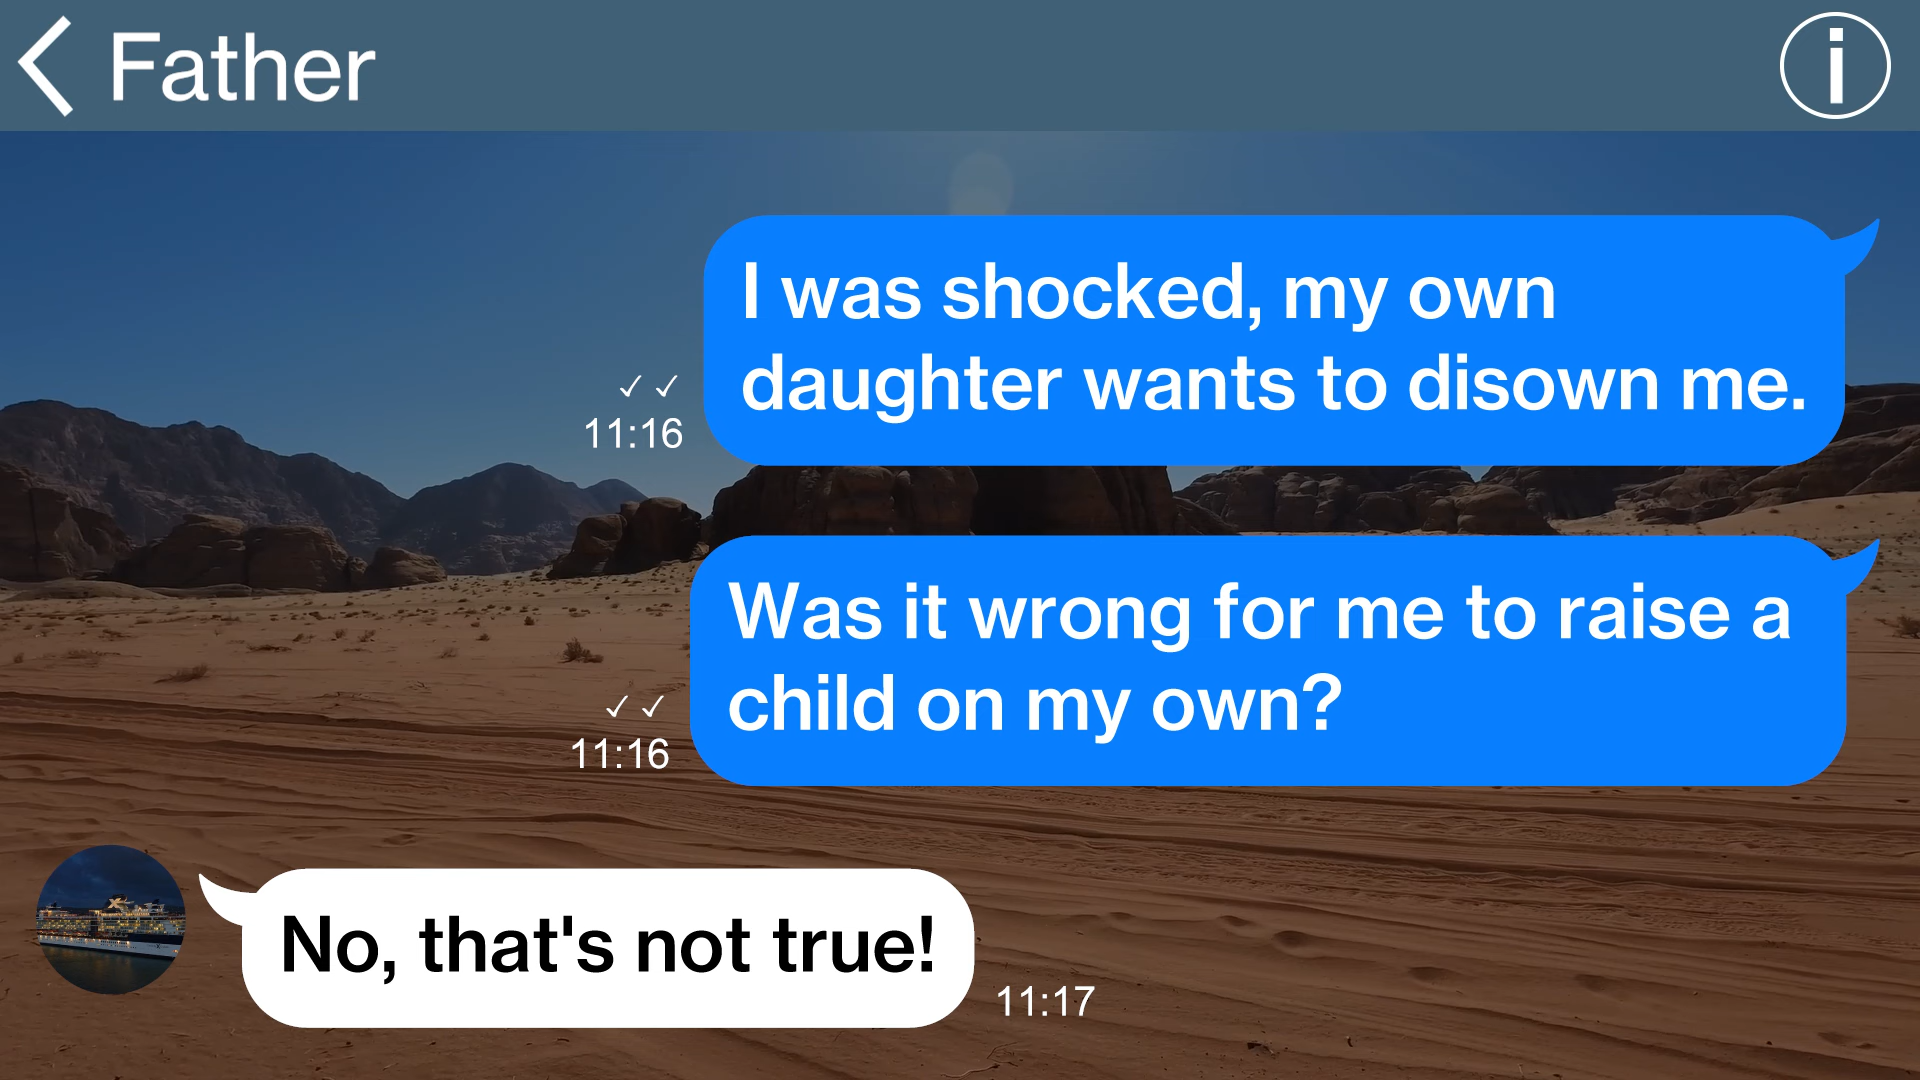 Father
i
I was shocked, my own
daughter wants to disown me.
✓ ✓
11:16
Was it wrong for me to raise a
child on my own?
✓ ✓
11:16
No, that's not true!
11:17